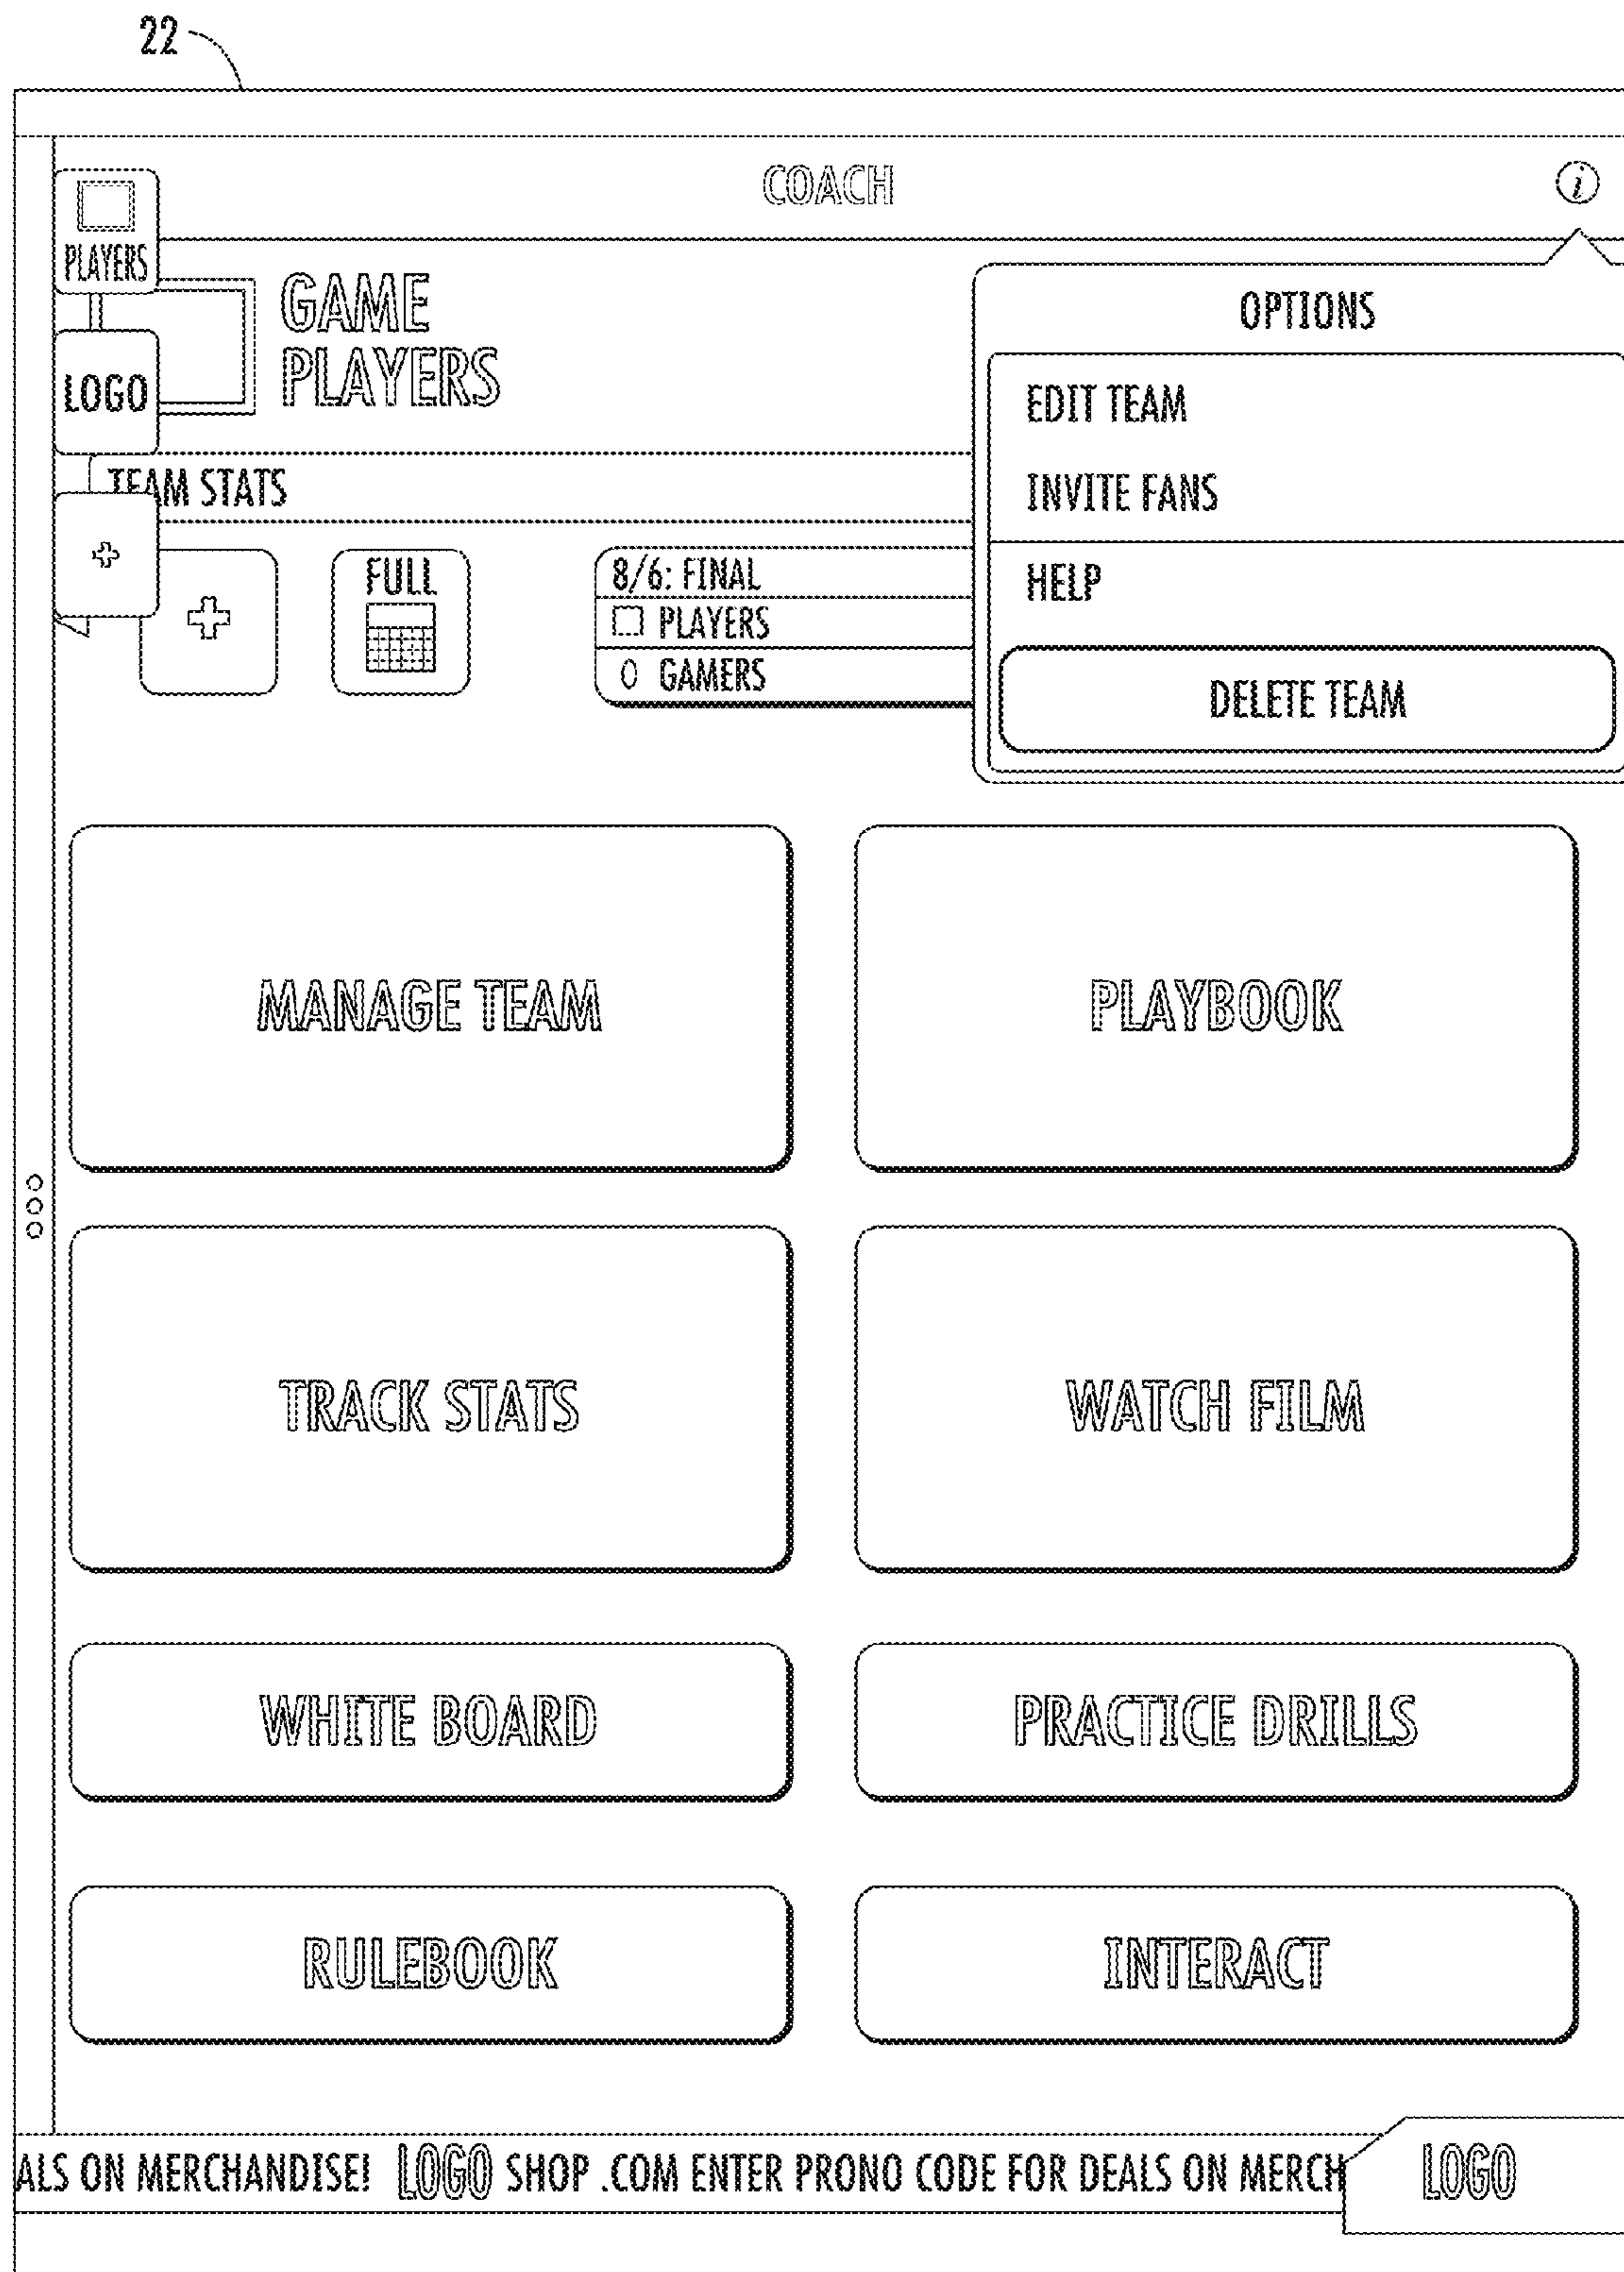 22
COACH
i
PLAYERS
GAME
PLAYERS
LOGO
TEAM STATS
FULL
8/6: FINAL
PLAYERS
GAMERS
OPTIONS
EDIT TEAM
INVITE FANS
HELP
DELETE TEAM
MANAGE TEAM
PLAYBOOK
TRACK STATS
WATCH FILM
WHITE BOARD
PRACTICE DRILLS
RULEBOOK
INTERACT
ALS ON MERCHANDISE! LOGO SHOP .COM ENTER PRONO CODE FOR DEALS ON MERCH
LOGO